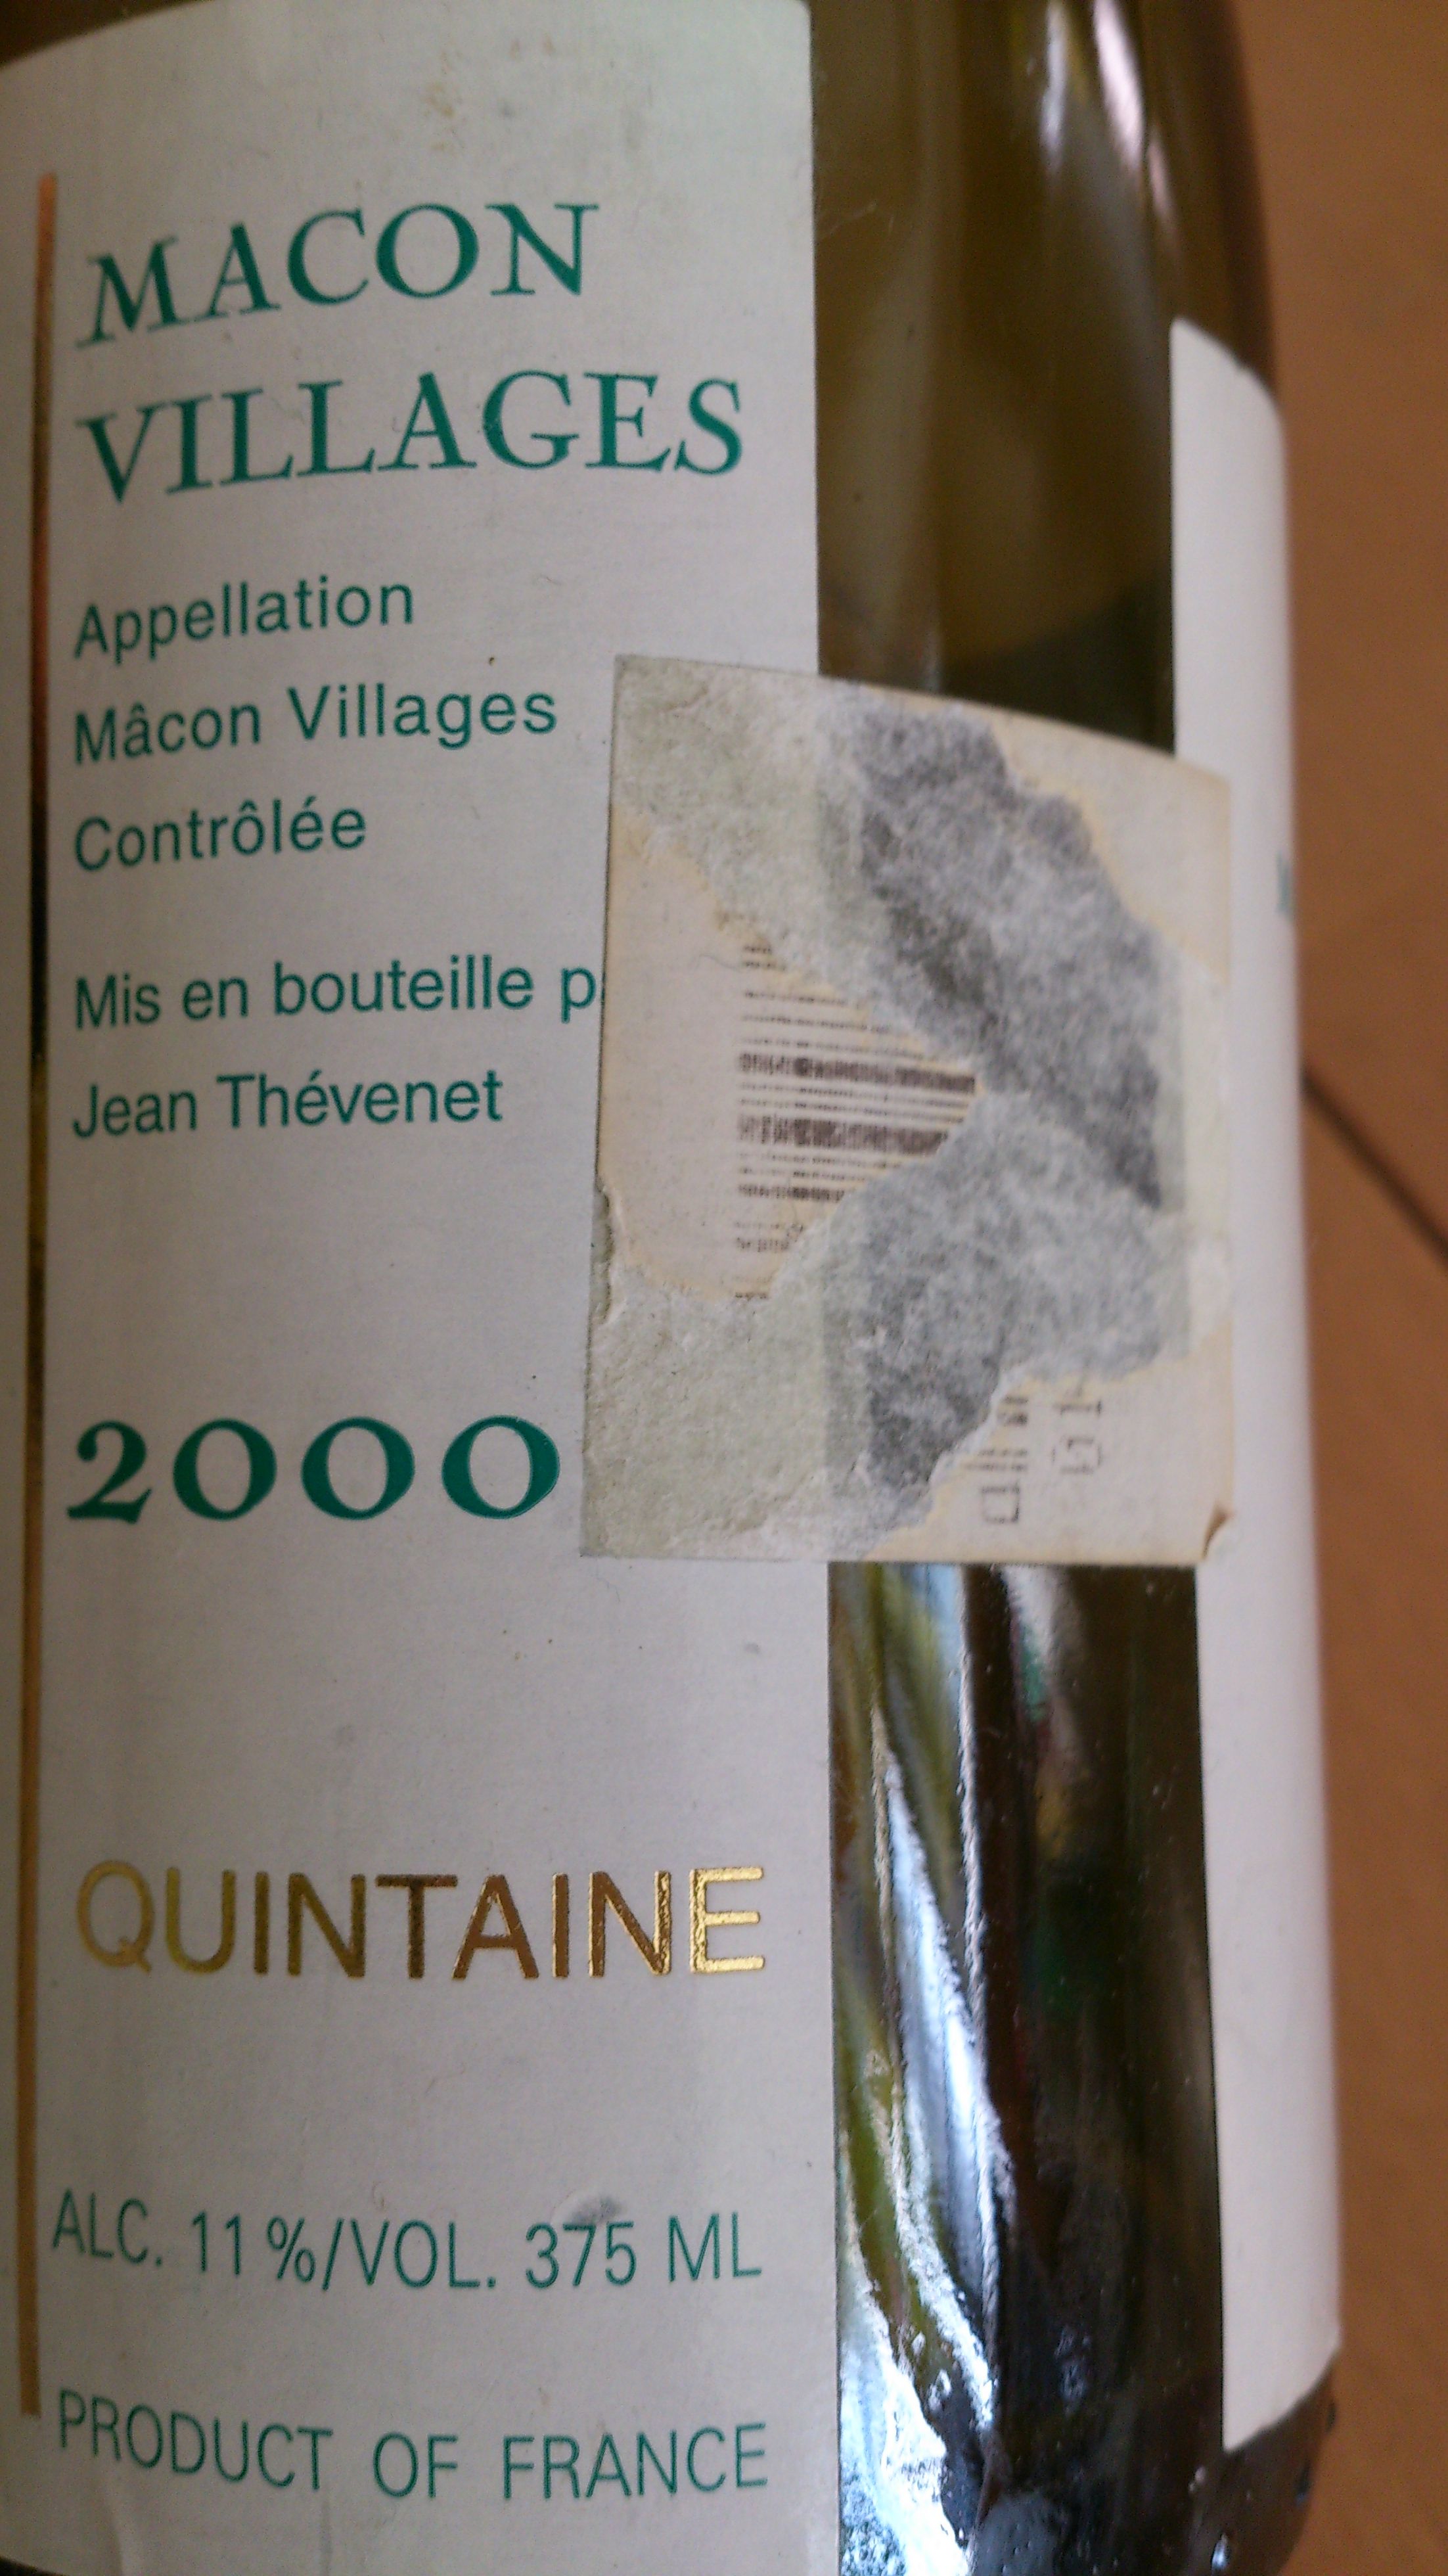 MACON
VILLAGES
Appellation
Mâcon Villages
Contrôlée
Mis en bouteille p
Jean Thévenet
2000
QUINTAINE
ALC. 11%/VOL. 375 ML
PRODUCT OF FRANCE